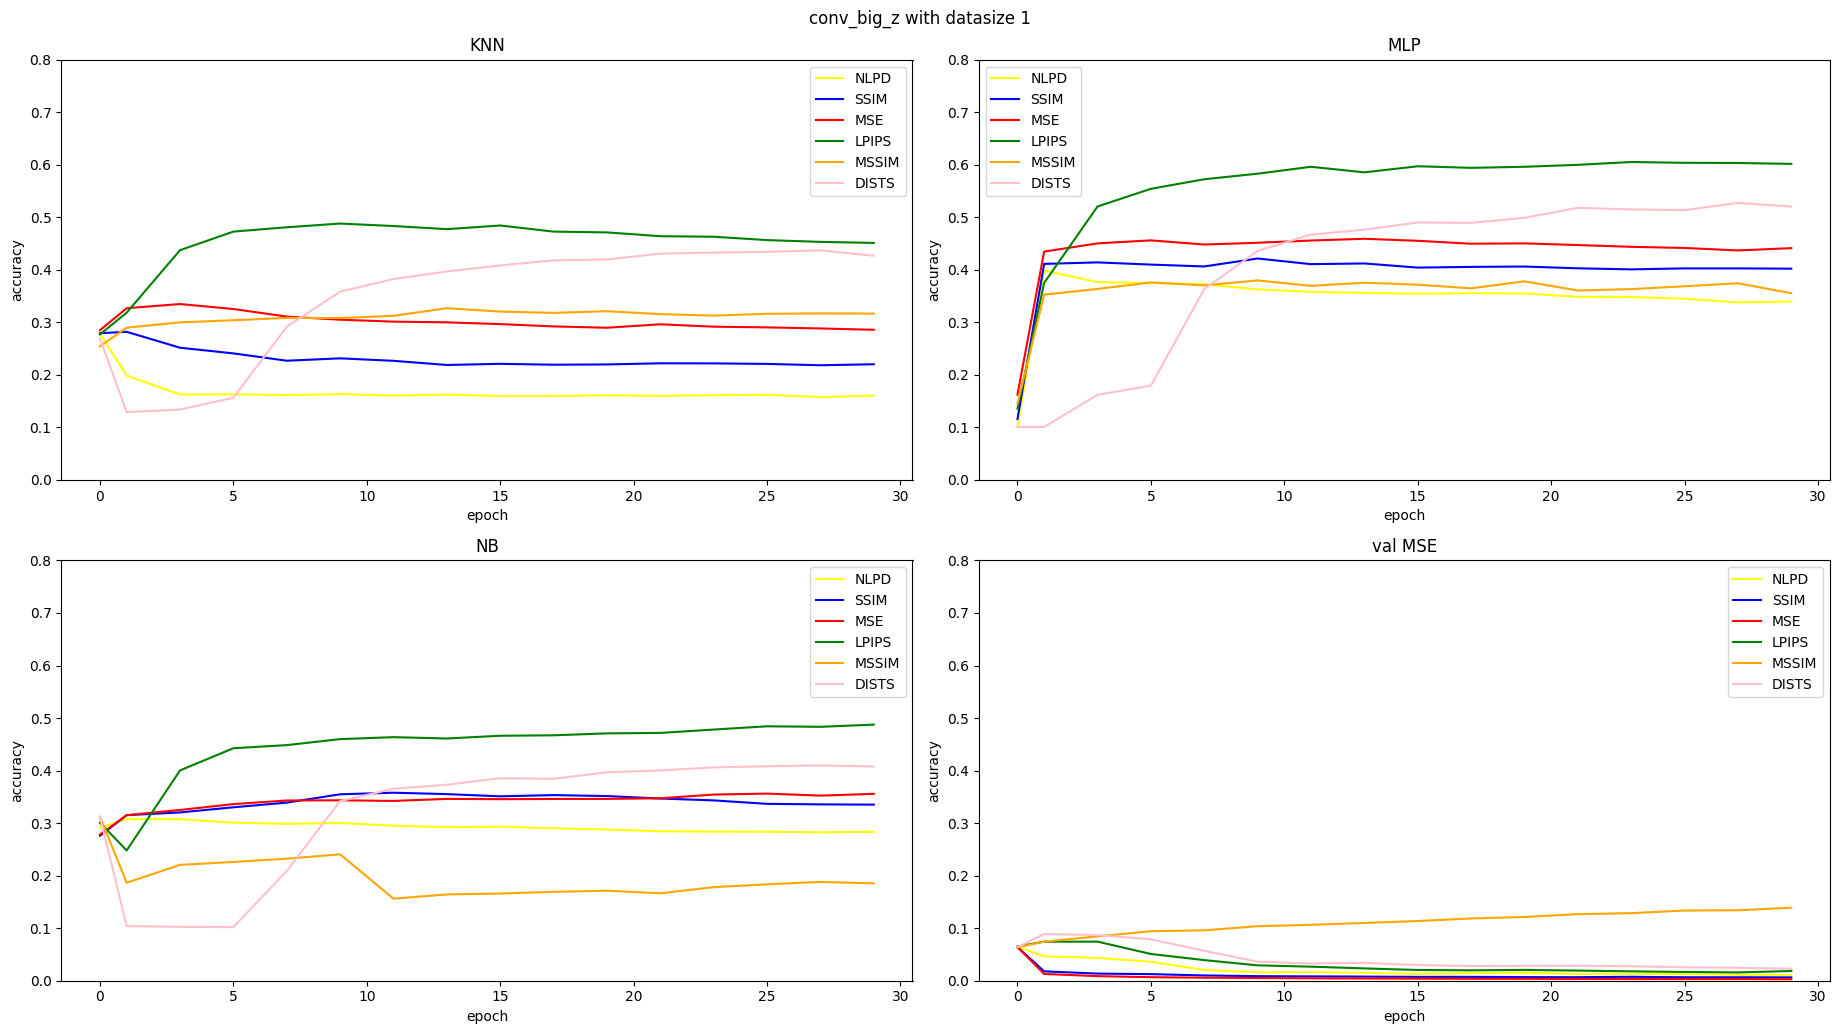 conv_big_z with datasize 1
KNN
accuracy
0.8
0.7
0.6
0.5
0.4
0.3
0.2
0.1
0.0
NLPD
SSIM
MSE
LPIPS
MSSIM
DISTS
0 5 10 15 20 25 30
epoch
MLP
accuracy
0.8
0.7
0.6
0.5
0.4
0.3
0.2
0.1
0.0
NLPD
SSIM
MSE
LPIPS
MSSIM
DISTS
0 5 10 15 20 25 30
epoch
NB
accuracy
0.8
0.7
0.6
0.5
0.4
0.3
0.2
0.1
0.0
NLPD
SSIM
MSE
LPIPS
MSSIM
DISTS
0 5 10 15 20 25 30
epoch
val MSE
accuracy
0.8
0.7
0.6
0.5
0.4
0.3
0.2
0.1
0.0
NLPD
SSIM
MSE
LPIPS
MSSIM
DISTS
0 5 10 15 20 25 30
epoch